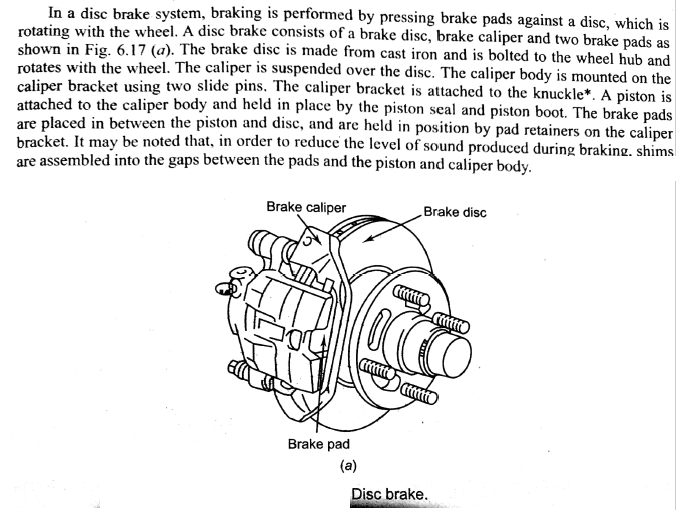 In a disc brake system, braking is performed by pressing brake pads against a disc, which is
rotating with the wheel. A disc brake consists of a brake disc, brake caliper and two brake pads as
shown in Fig. 6.17 (a). The brake disc is made from cast iron and is bolted to the wheel hub and
rotates with the wheel. The caliper is suspended over the disc. The caliper body is mounted on the
caliper bracket using two slide pins. The caliper bracket is attached to the knuckle*. A piston is
attached to the caliper body and held in place by the piston seal and piston boot. The brake pads
are placed in between the piston and disc, and are held in position by pad retainers on the caliper
bracket. It may be noted that, in order to reduce the level of sound produced during braking, shims
are assembled into the gaps between the pads and the piston and caliper body.
Brake caliper
Brake disc
Brake pad
(a)
Disc brake.